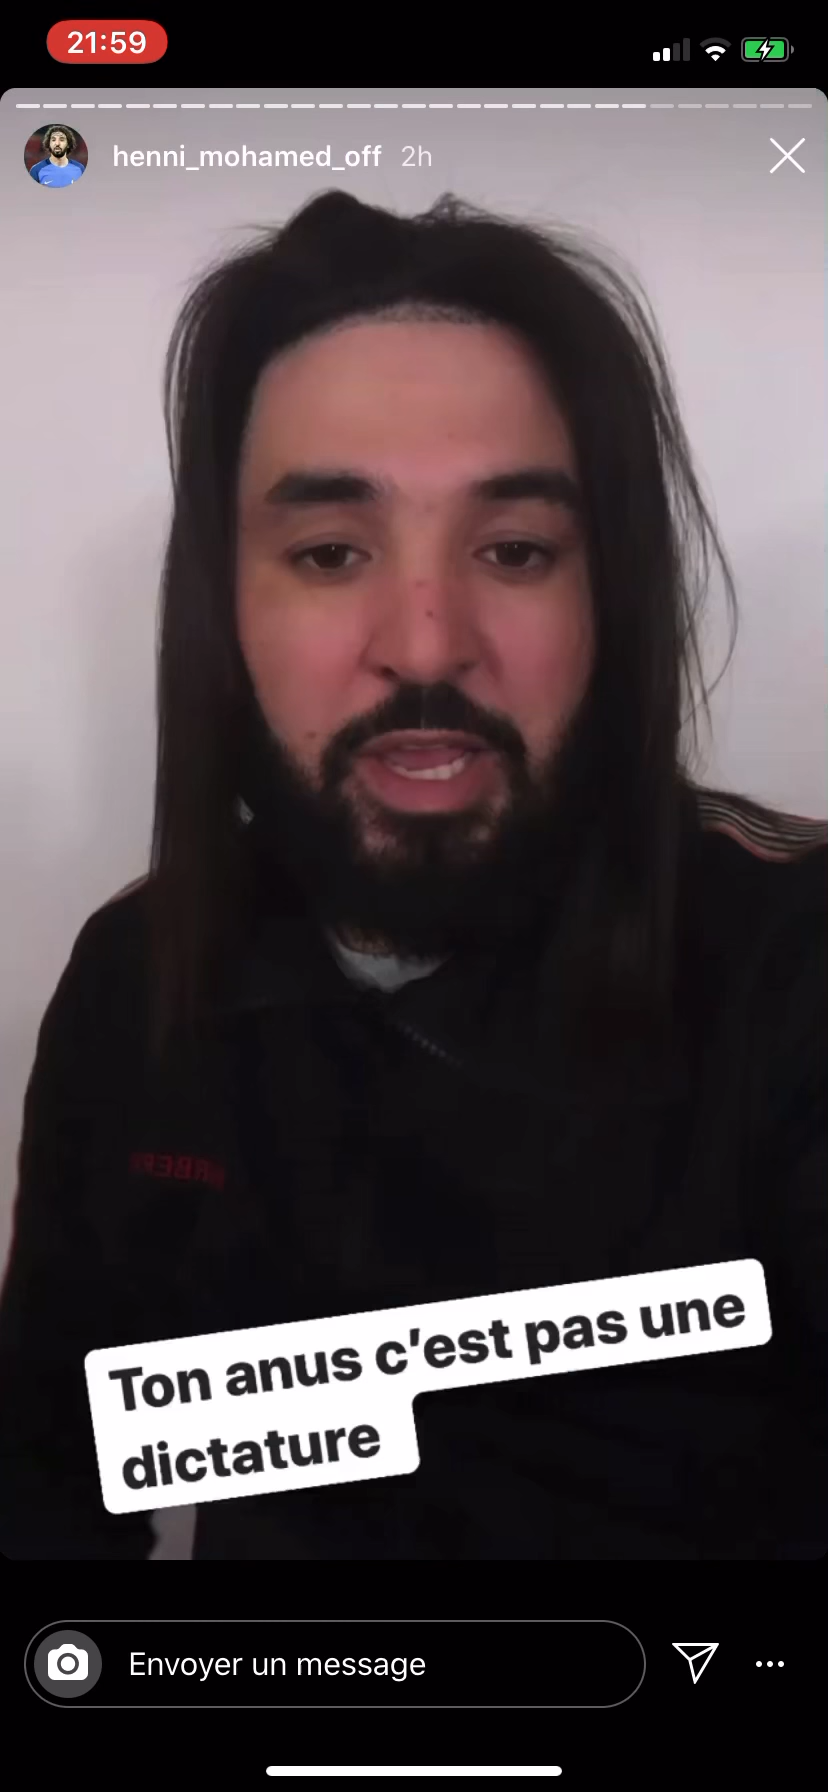 21:59
henni_mohamed_off 2h
Ton anus c'est pas une
dictature
Envoyer un message